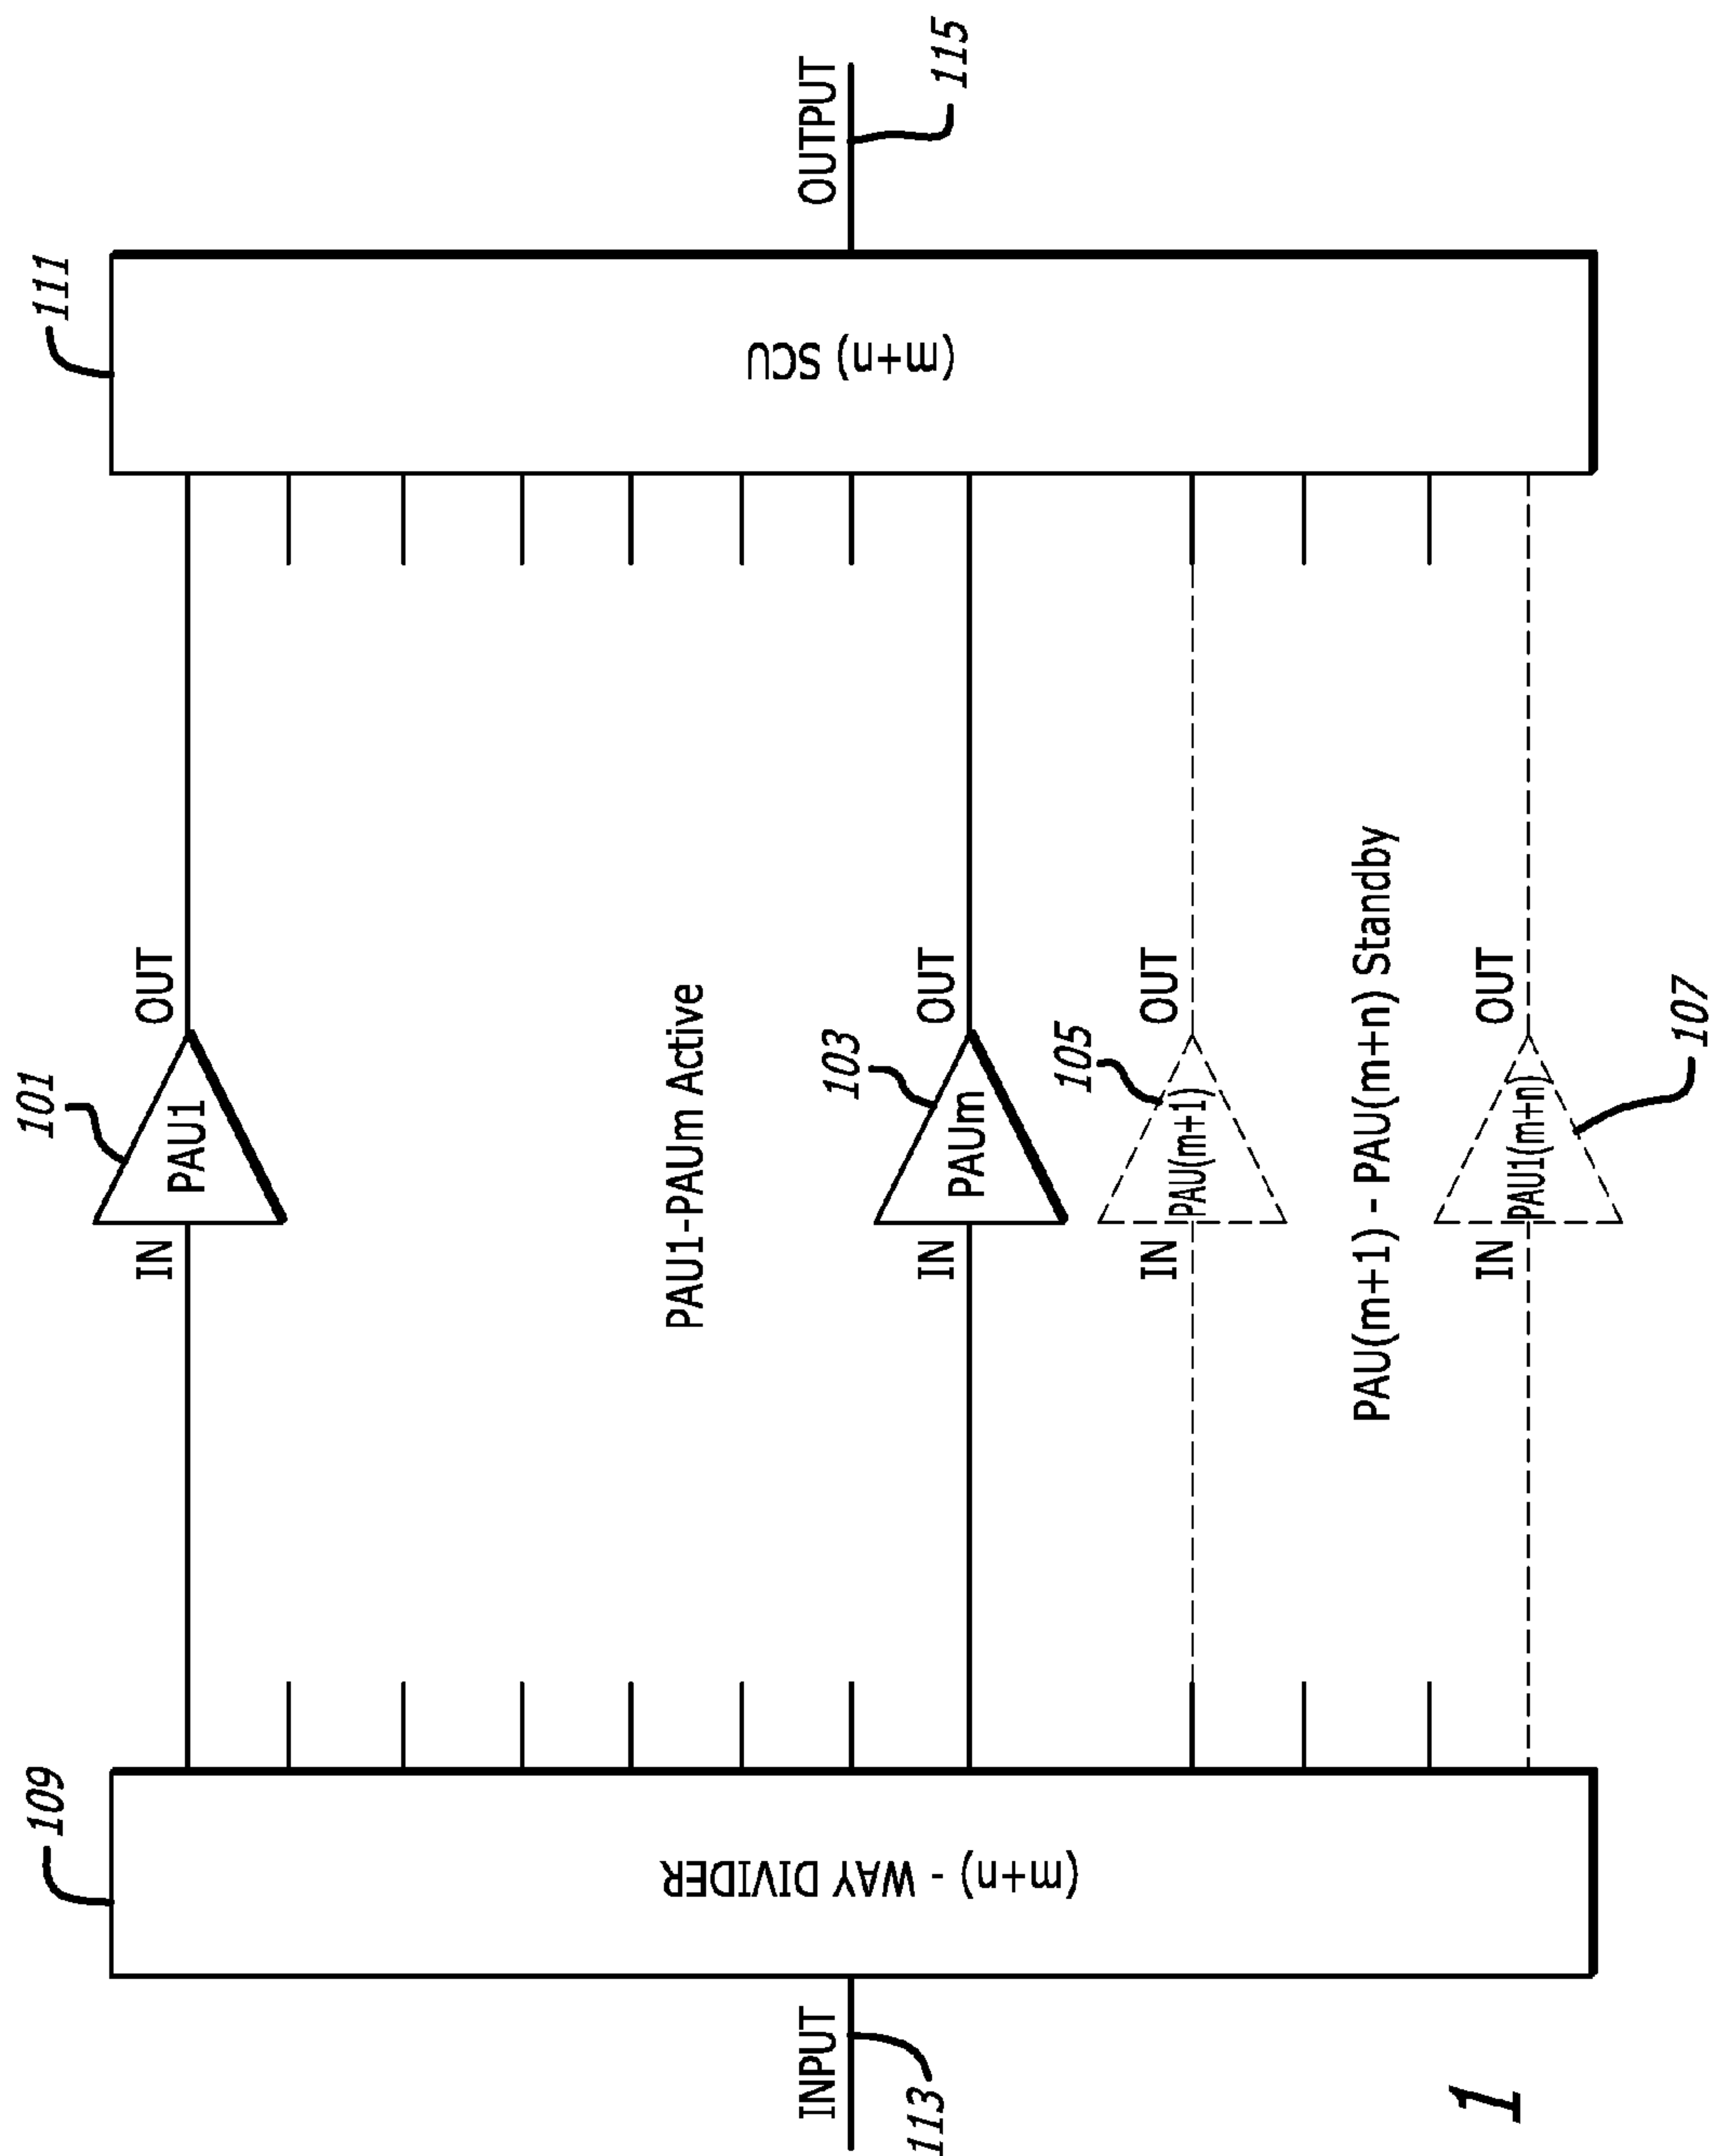 101
IN
PAU1
OUT
109
(m+n) - WAY DIVIDER
111
(m+n) SCU
PAU1-PAUm Active
INPUT
113
103
IN
PAUm
OUT
OUTPUT
115
105
IN
PAU(m+1)
OUT
PAU(m+1) - PAU(m+n) Standby
IN
PAU1(m+n)
OUT
107
1